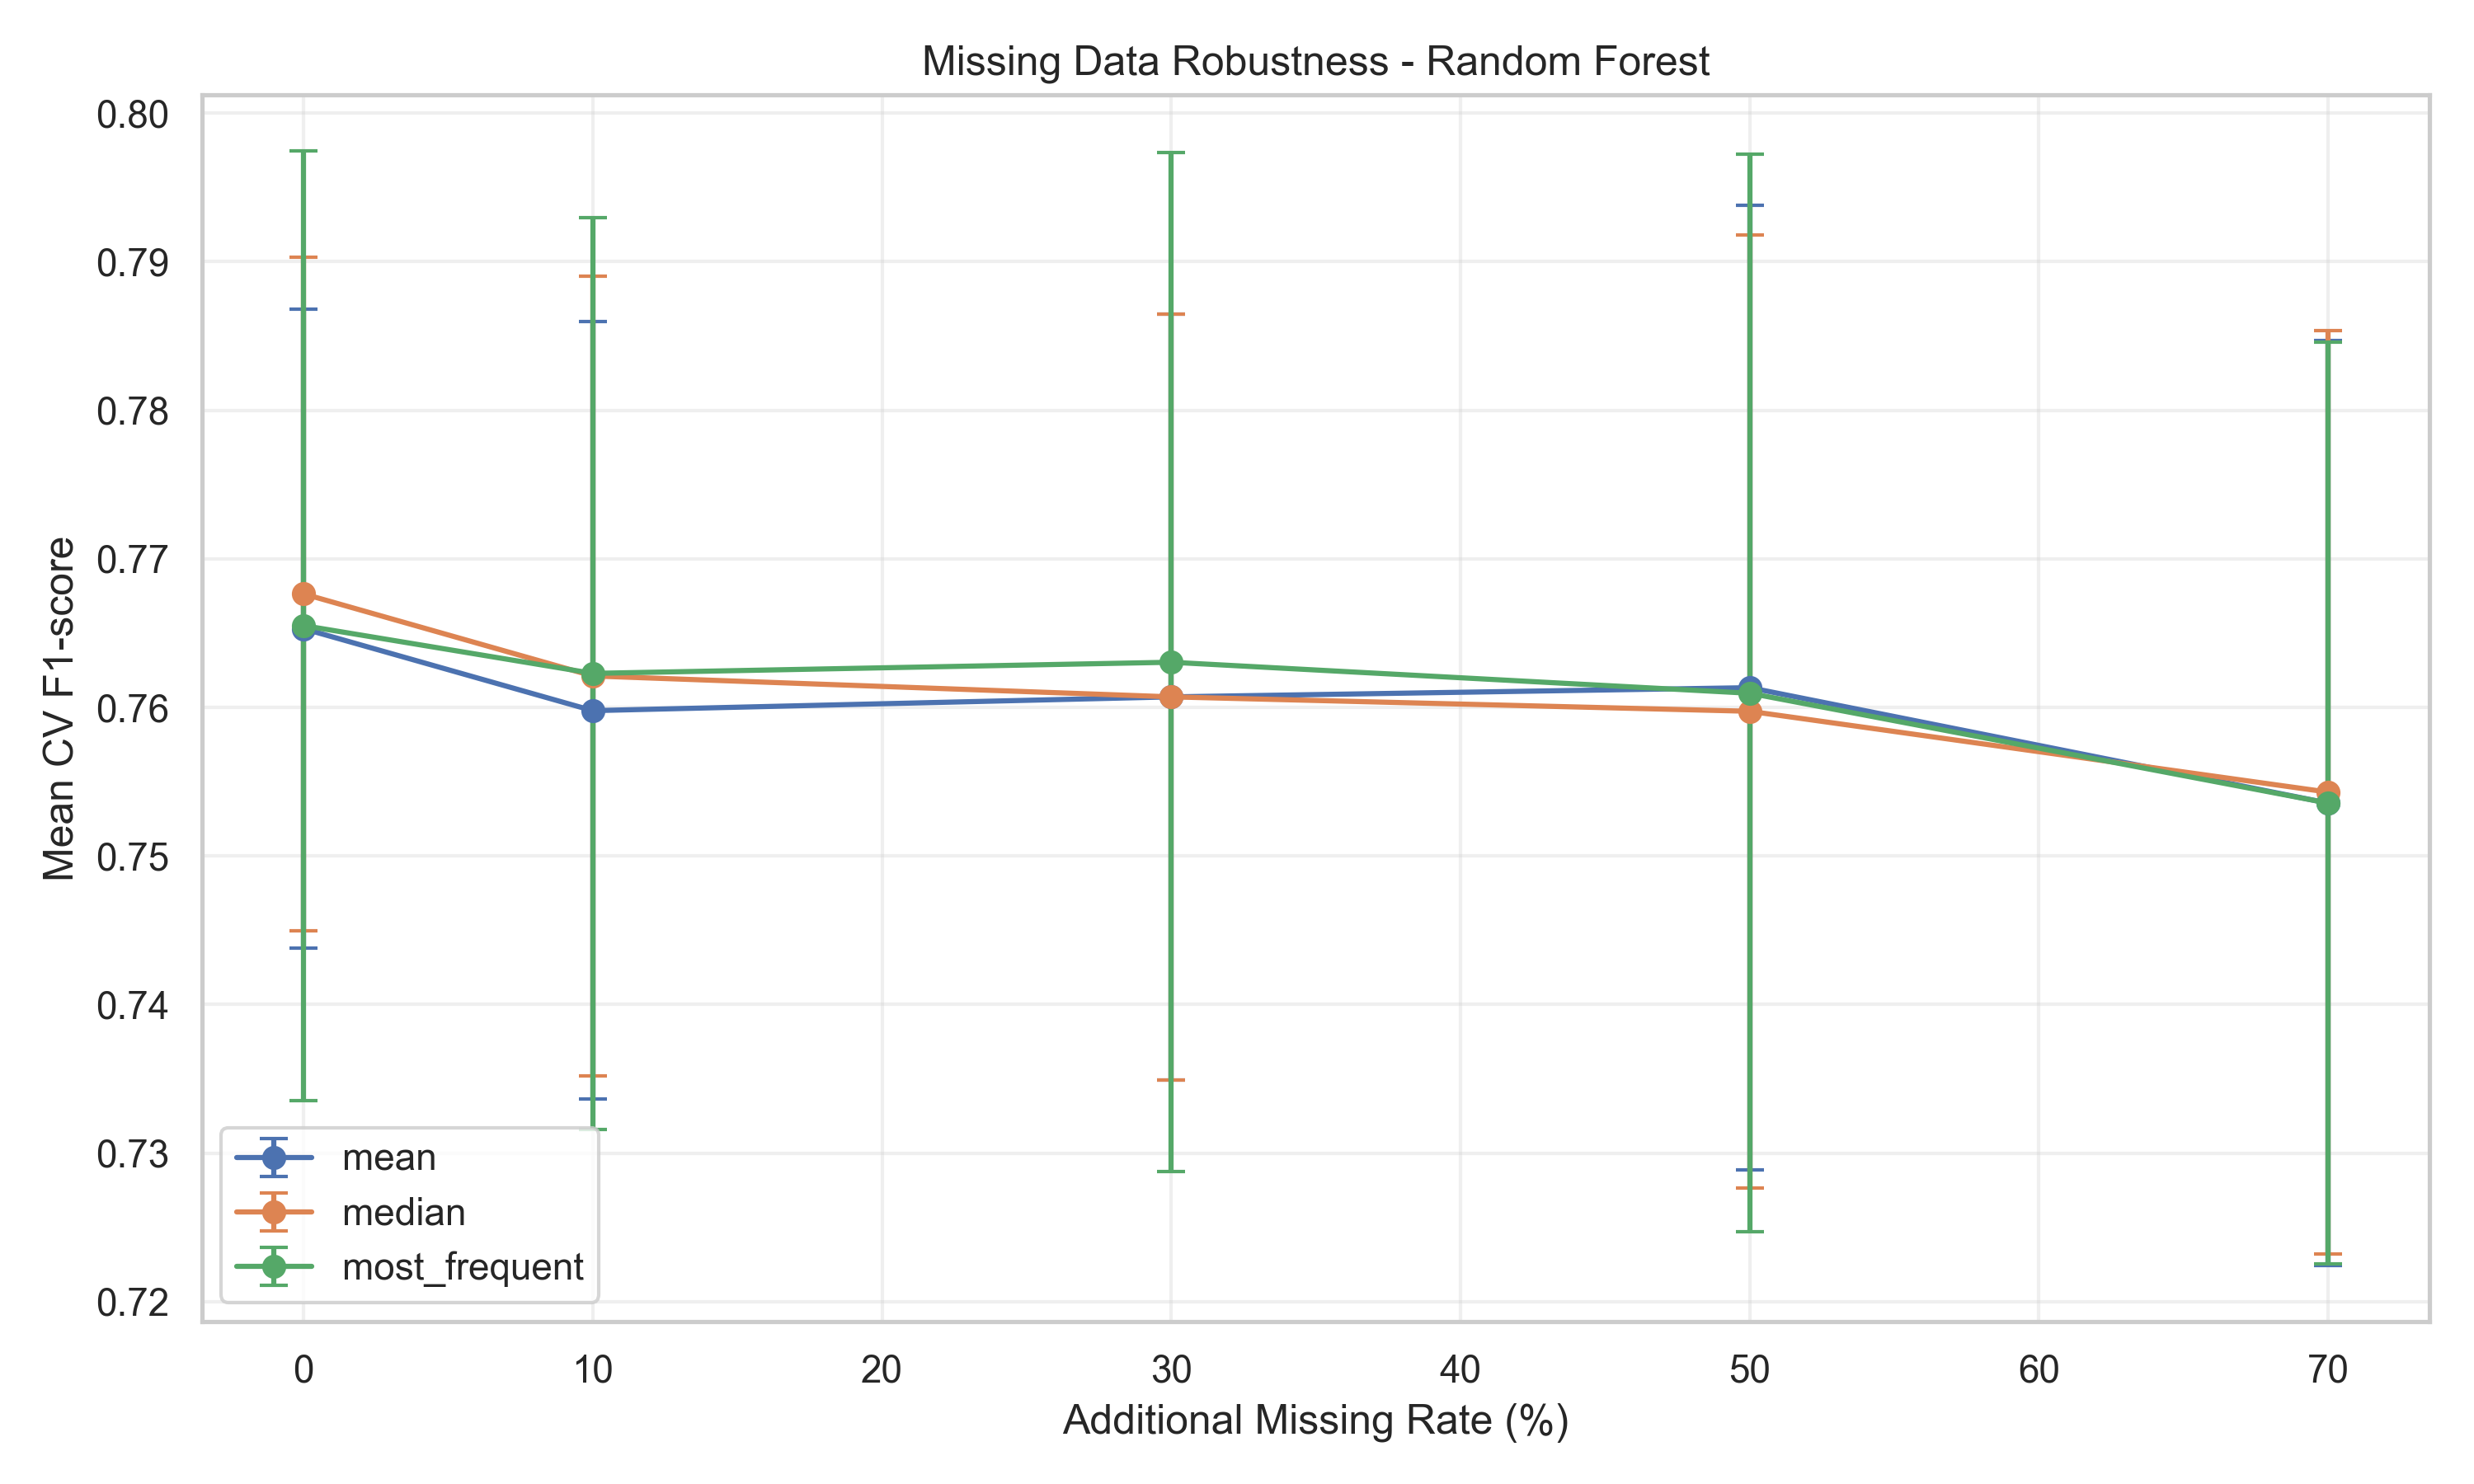 Missing Data Robustness - Random Forest
Mean CV F1-score
0.80
0.79
0.78
0.77
0.76
0.75
0.74
0.73
0.72
mean
median
most_frequent
0 10 20 30 40 50 60 70
Additional Missing Rate (%)